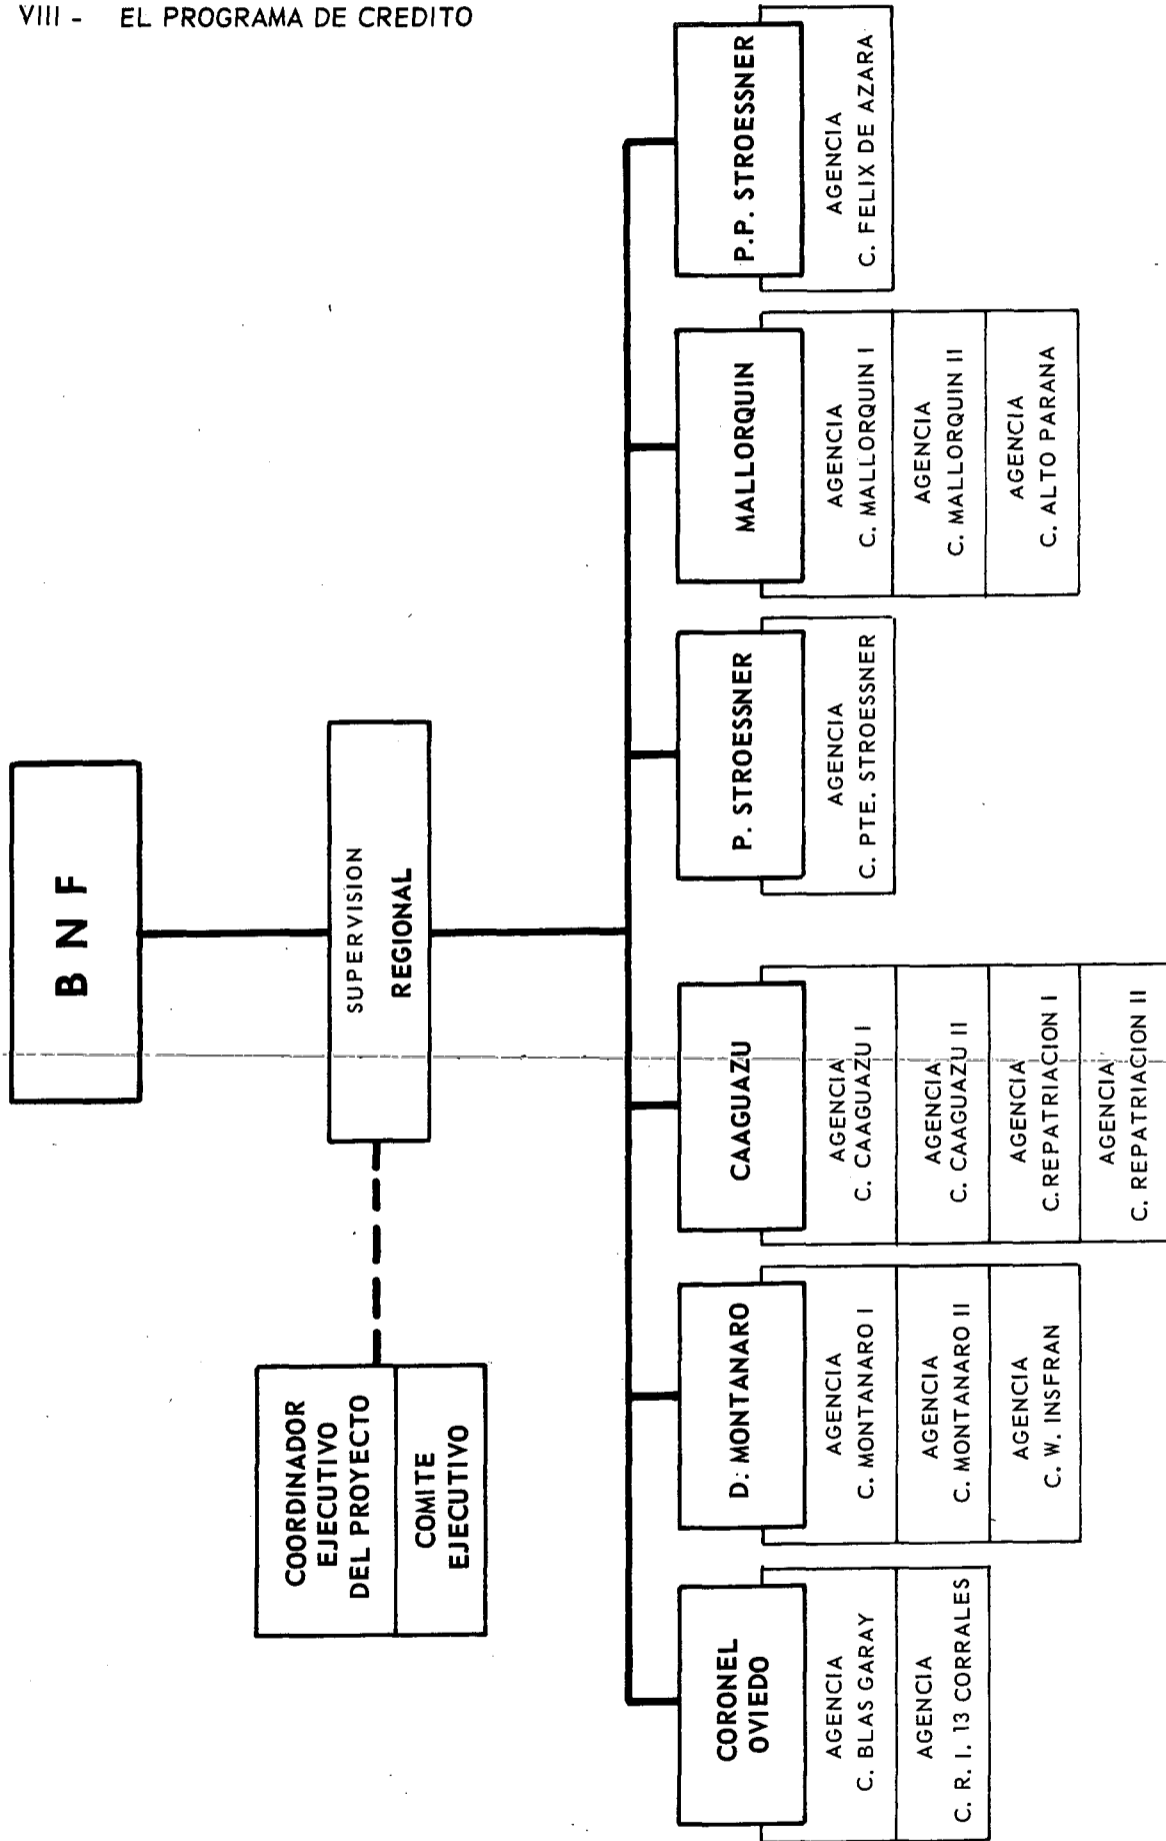 VIII - EL PROGRAMA DE CREDITO
B N F
SUPERVISION
REGIONAL
COORDINADOR
EJECUTIVO
DEL PROYECTO
COMITE
EJECUTIVO
CORONEL
OVIEDO
AGENCIA
C. BLAS GARAY
AGENCIA
C. R. I. 13 CORRALES
D. MONTANARO
AGENCIA
C. MONTANARO I
AGENCIA
C. MONTANARO II
AGENCIA
C. W. INSFRAN
CAAGUAZU
AGENCIA
C. CAAGUAZU I
AGENCIA
C. CAAGUAZU II
AGENCIA
C.REPATRIACION I
AGENCIA
C. REPATRIACION II
P. STROESSNER
AGENCIA
C. PTE. STROESSNER
MALLORQUIN
AGENCIA
C. MALLORQUIN I
AGENCIA
C. MALLORQUIN II
AGENCIA
C. ALTO PARANA
P.P. STROESSNER
AGENCIA
C. FELIX DE AZARA